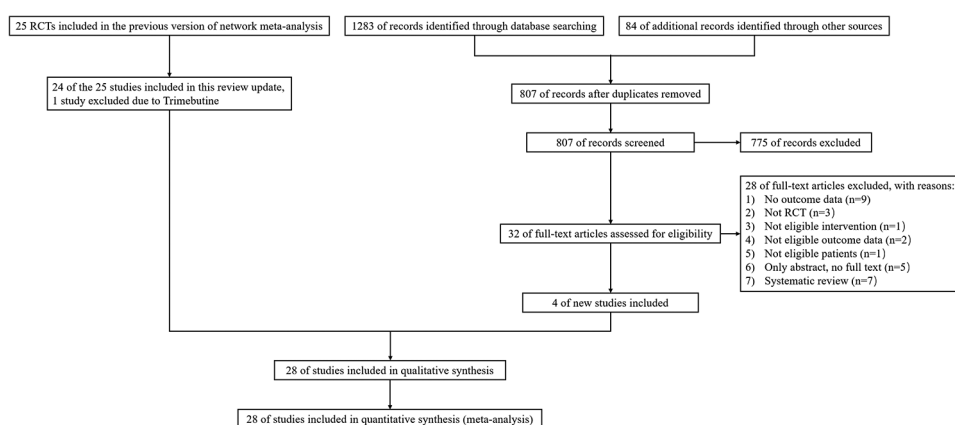 25 RCTs included in the previous version of network meta-analysis
1283 of records identified through database searching
84 of additional records identified through other sources
24 of the 25 studies included in this review update,
1 study excluded due to Trimebutine
807 of records after duplicates removed
807 of records screened
775 of records excluded
32 of full-text articles assessed for eligibility
28 of full-text articles excluded, with reasons:
1) No outcome data (n=9)
2) Not RCT (n=3)
3) Not eligible intervention (n=1)
4) Not eligible outcome data (n=2)
5) Not eligible patients (n=1)
6) Only abstract, no full text (n=5)
7) Systematic review (n=7)
4 of new studies included
28 of studies included in qualitative synthesis
28 of studies included in quantitative synthesis (meta-analysis)